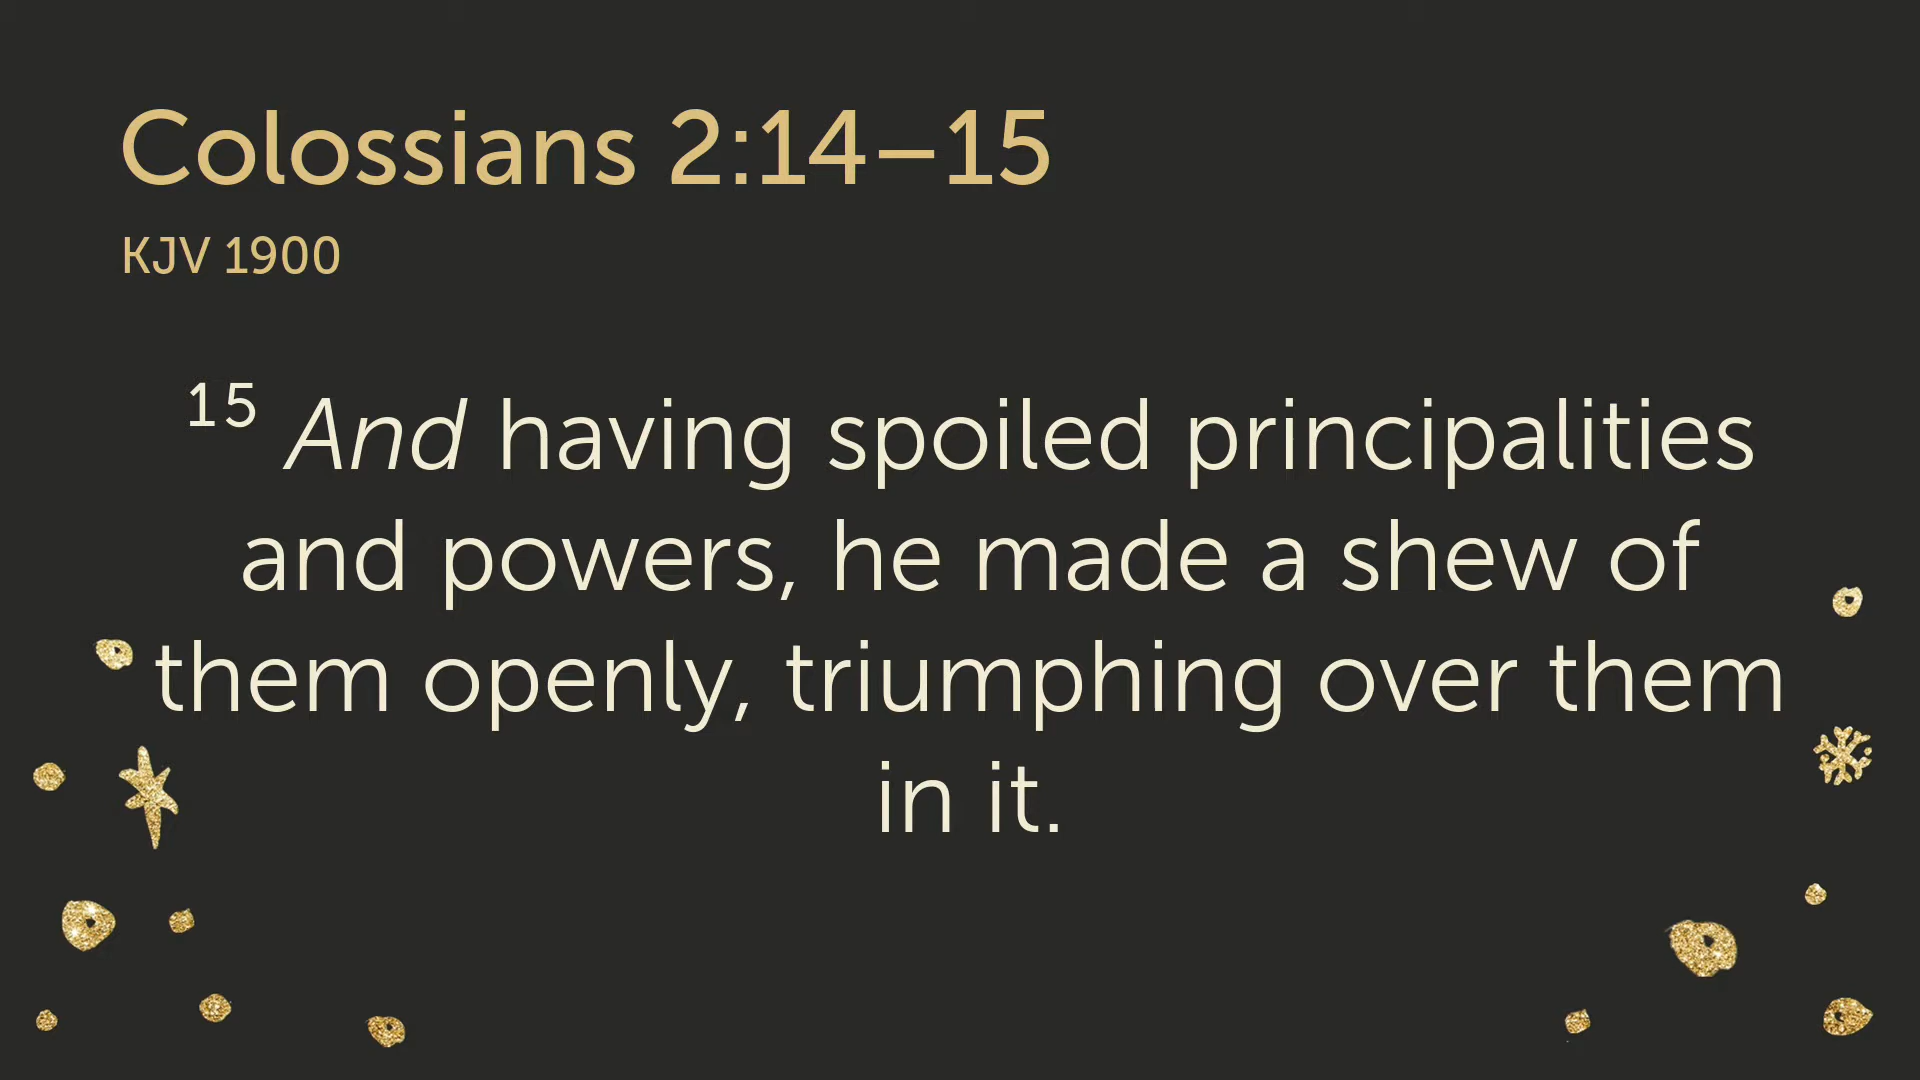 Colossians 2:14–15
KJV 1900
15 And having spoiled principalities
and powers, he made a shew of
them openly, triumphing over them
in it.